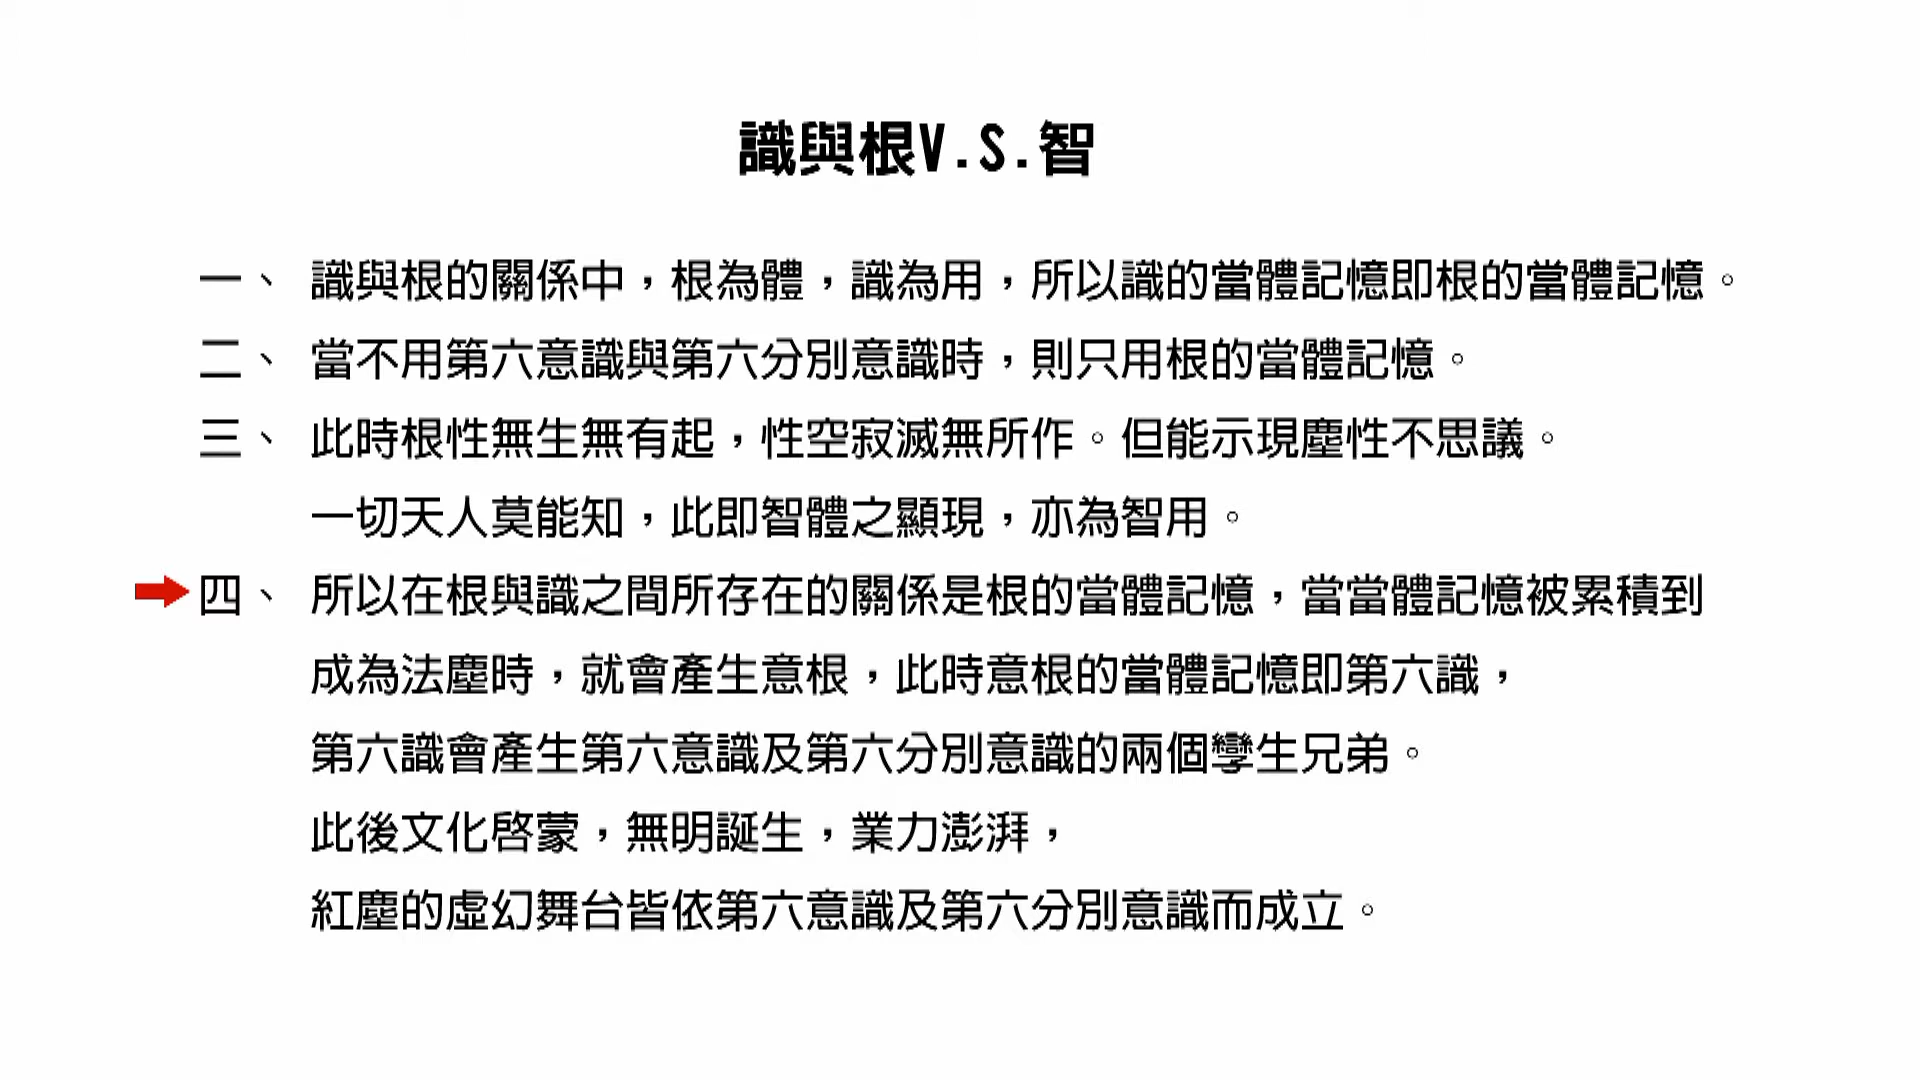 識與根V.S.智
一、 識與根的關係中，根為體，識為用，所以識的當體記憶即根的當體記憶。
二、 當不用第六意識與第六分別意識時，則只用根的當體記憶。
三、 此時根性無生無有起，性空寂滅無所作。但能示現塵性不思議。
一切天人莫能知，此即智體之顯現，亦為智用。
四、 所以在根與識之間所存在的關係是根的當體記憶，當當體記憶被累積到
成為法塵時，就會產生意根，此時意根的當體記憶即第六識，
第六識會產生第六意識及第六分別意識的兩個孿生兄弟。
此後文化啓蒙，無明誕生，業力澎湃，
紅塵的虛幻舞台皆依第六意識及第六分別意識而成立。